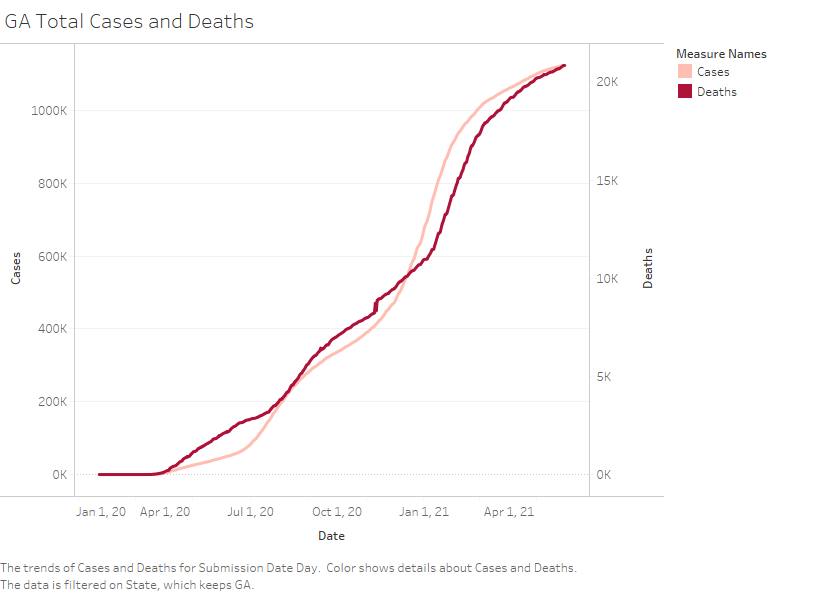 GA Total Cases and Deaths
Measure Names
Cases
Deaths
1000K
800K
600K
400K
200K
0K
Cases
20K
15K
10K
5K
0K
Deaths
Jan 1, 20 Apr 1, 20 Jul 1, 20 Oct 1, 20 Jan 1, 21 Apr 1, 21
Date
The trends of Cases and Deaths for Submission Date Day. Color shows details about Cases and Deaths.
The data is filtered on State, which keeps GA.